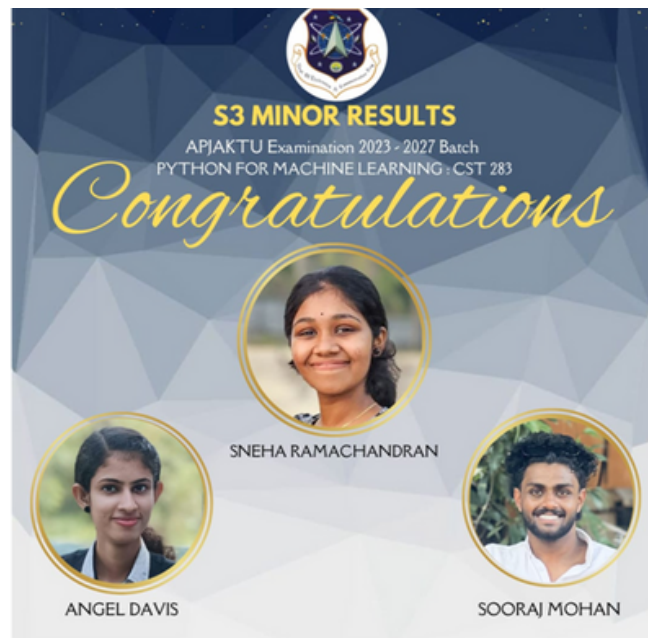 S3 MINOR RESULTS
APJAKTU Examination 2023 - 2027 Batch
PYTHON FOR MACHINE LEARNING : CST 283
Congratulations
SNEHA RAMACHANDRAN
ANGEL DAVIS
SOORAJ MOHAN